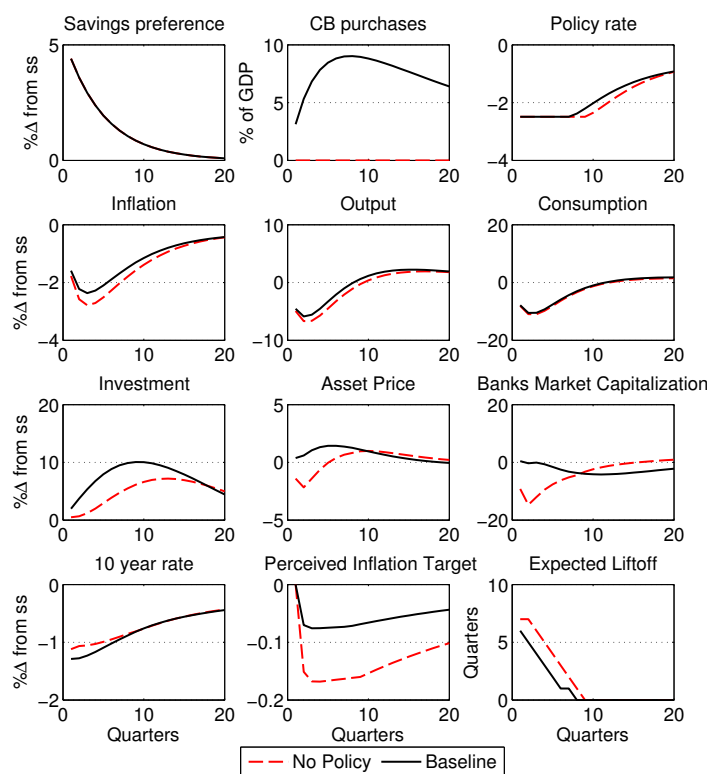 Savings preference CB purchases Policy rate
5 10 0
%Δ from ss % of GDP
5 −2
0 0 −4
0 10 20 0 10 20 0 10 20
Inflation Output Consumption
0 10 20
%Δ from ss
−2 0 0
−4 −10 −20
0 10 20 0 10 20 0 10 20
Investment Asset Price Banks Market Capitalization
20 5 20
%Δ from ss
10 0 0
0 −5 −20
0 10 20 0 10 20 0 10 20
10 year rate Perceived Inflation Target Expected Liftoff
0 0 10
%Δ from ss Quarters
−1 −0.1 5
−2 −0.2 0
0 10 20 0 10 20 0 10 20
Quarters Quarters Quarters
No Policy Baseline